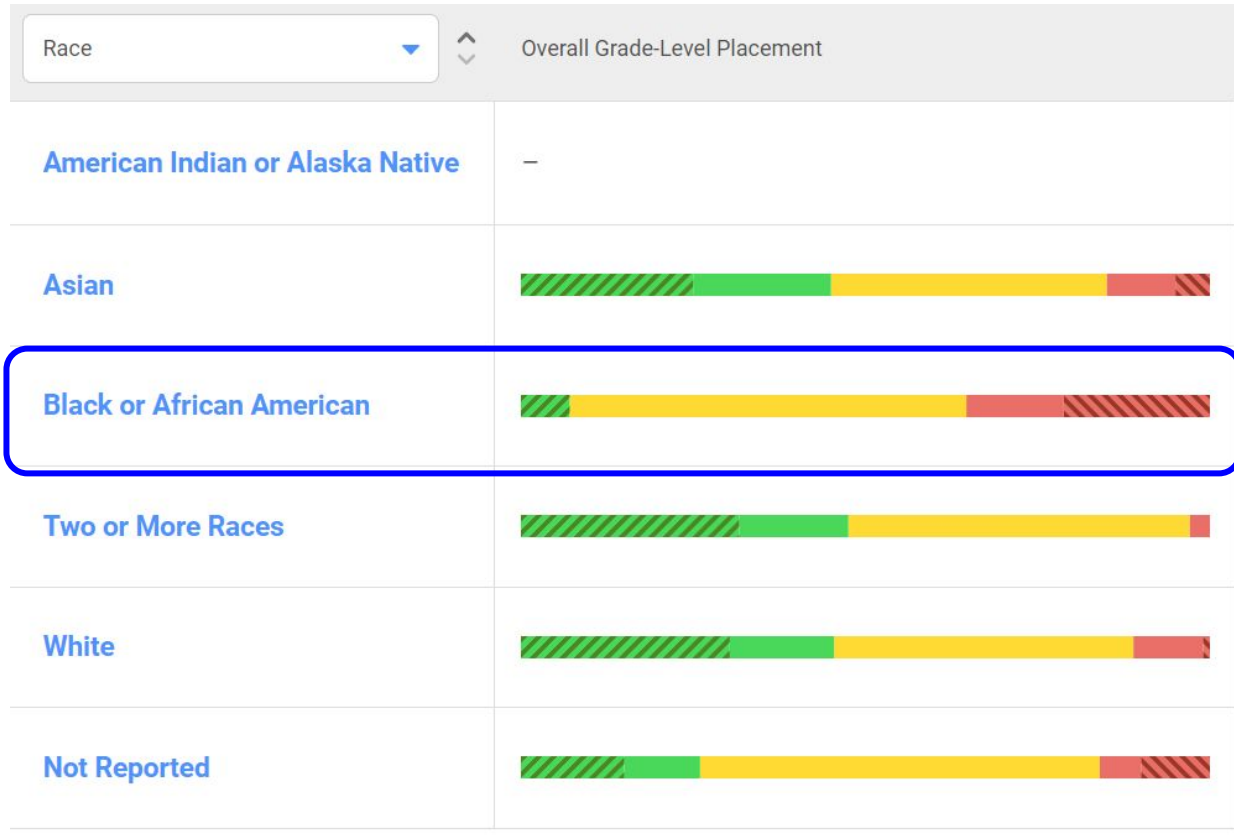 Race
Overall Grade-Level Placement
American Indian or Alaska Native
–
Asian
Black or African American
Two or More Races
White
Not Reported